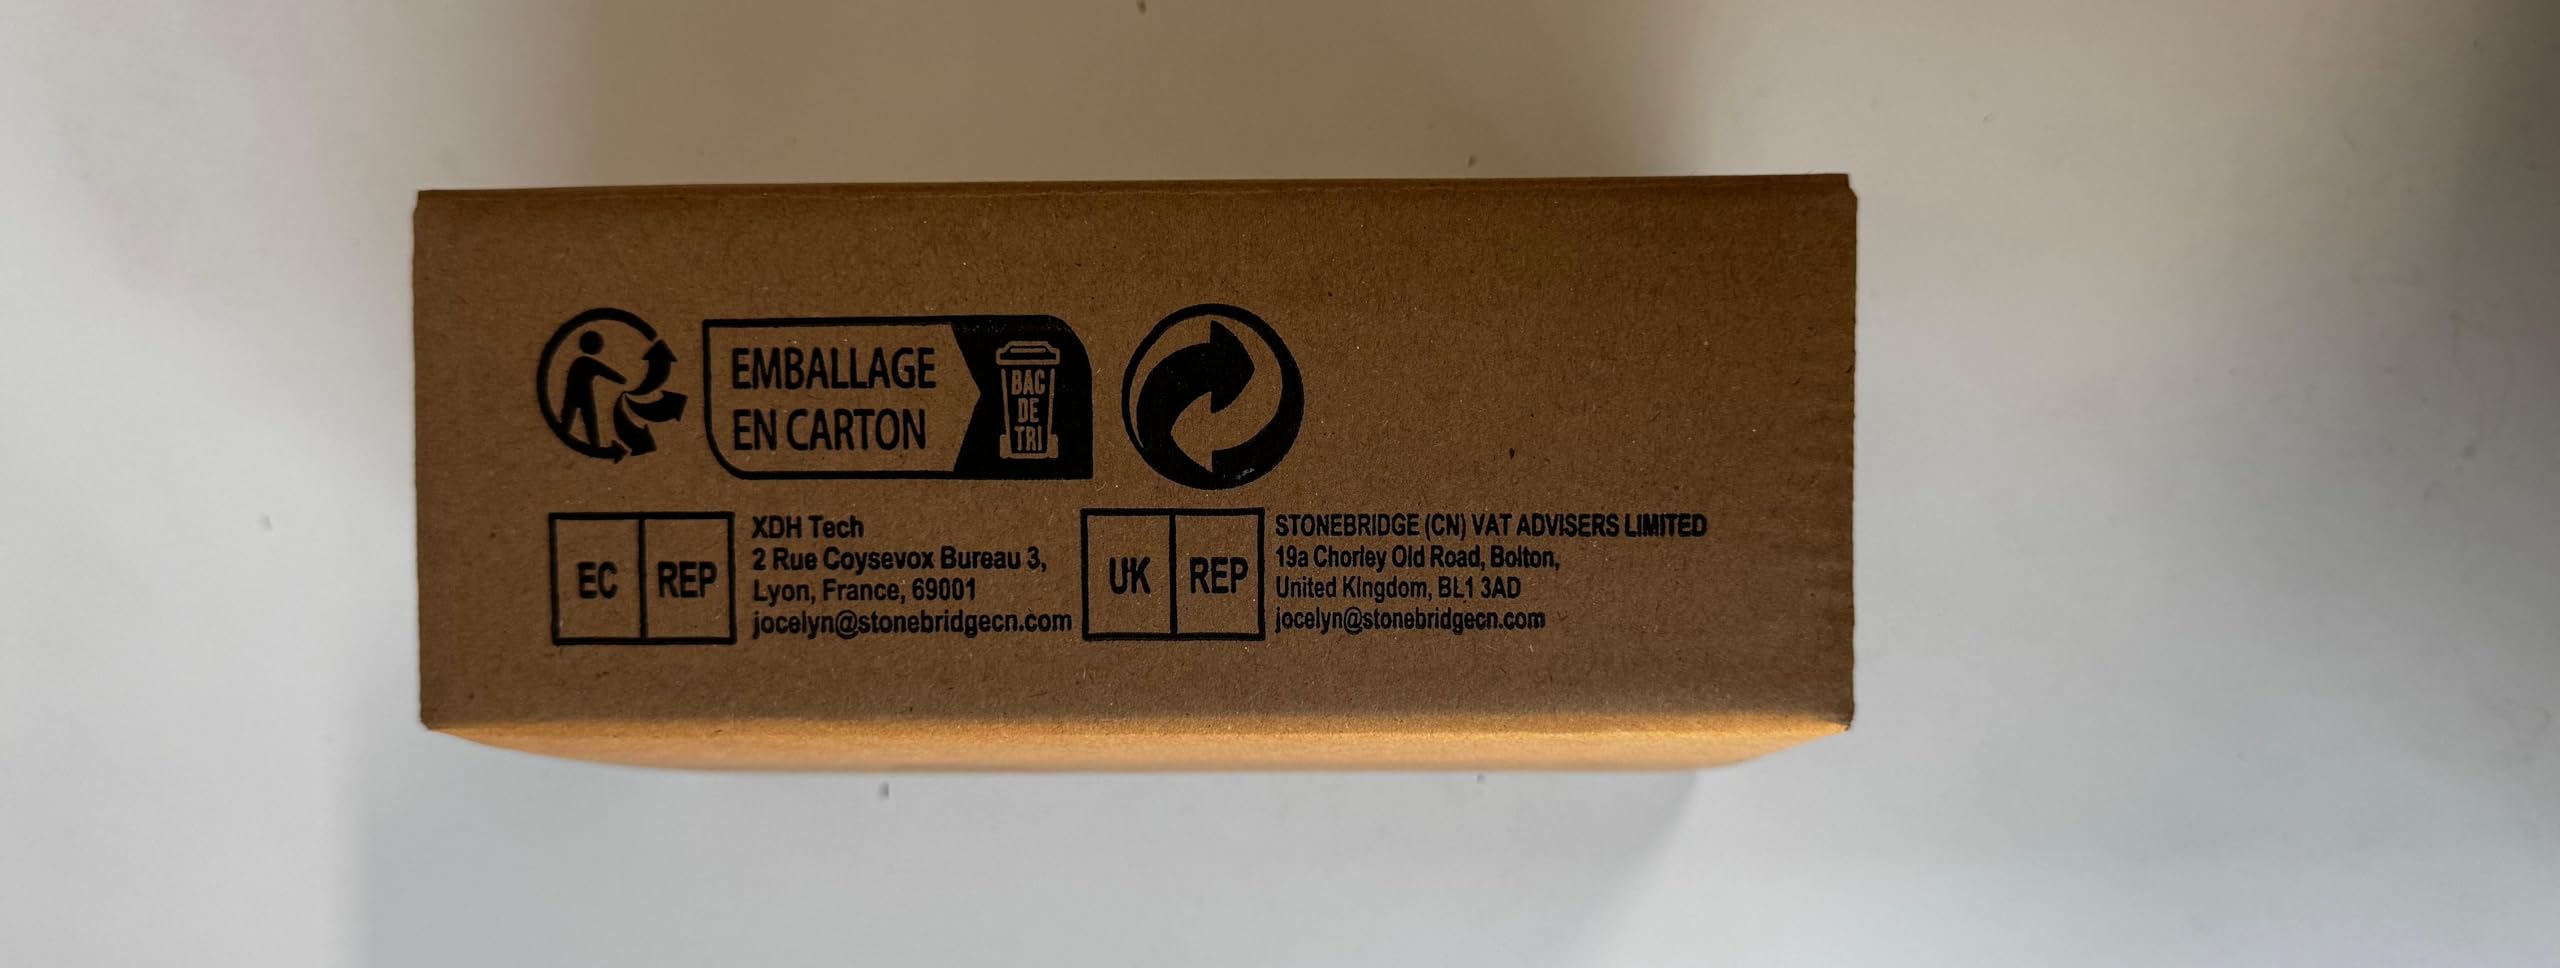 EMBALLAGE
EN CARTON
BAC
DE
TRI
EC REP
XDH Tech
2 Rue Coysevox Bureau 3,
Lyon, France, 69001
jocelyn@stonebridgecn.com
UK REP
STONEBRIDGE (CN) VAT ADVISERS LIMITED
19a Chorley Old Road, Bolton,
United KIngdom, BL1 3AD
jocelyn@stonebridgecn.com